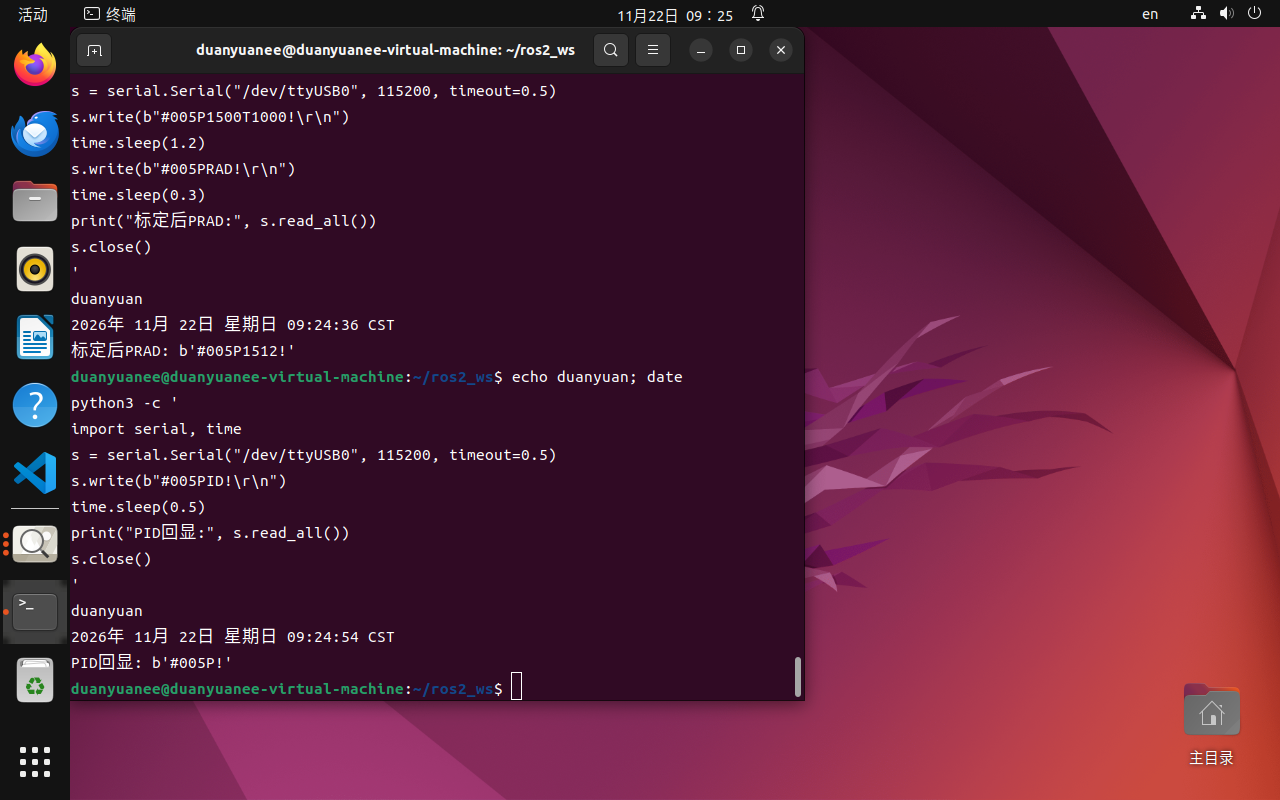 活动
终端
11月22日 09：25
en
duanyuanee@duanyuanee-virtual-machine: ~/ros2_ws
s = serial.Serial("/dev/ttyUSB0", 115200, timeout=0.5)
s.write(b"#005P1500T1000!\r\n")
time.sleep(1.2)
s.write(b"#005PRAD!\r\n")
time.sleep(0.3)
print("标定后PRAD:", s.read_all())
s.close()
'
duanyuan
2026年 11月 22日 星期日 09:24:36 CST
标定后PRAD: b'#005P1512!'
duanyuanee@duanyuanee-virtual-machine:~/ros2_ws$ echo duanyuan; date
python3 -c '
import serial, time
s = serial.Serial("/dev/ttyUSB0", 115200, timeout=0.5)
s.write(b"#005PID!\r\n")
time.sleep(0.5)
print("PID回显:", s.read_all())
s.close()
'
duanyuan
2026年 11月 22日 星期日 09:24:54 CST
PID回显: b'#005P!'
duanyuanee@duanyuanee-virtual-machine:~/ros2_ws$
主目录